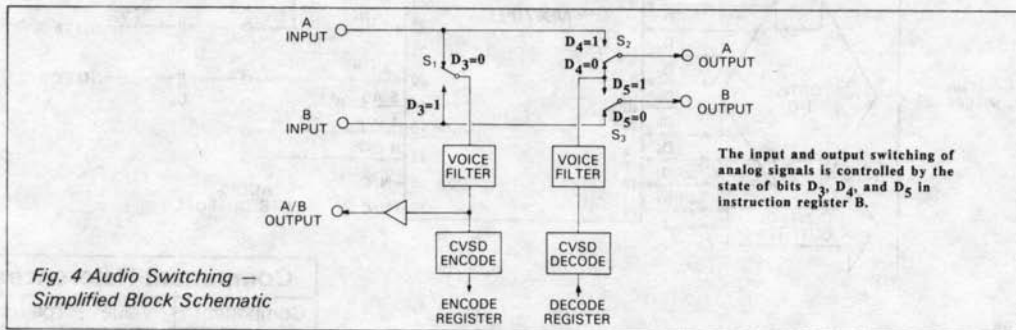 A
INPUT
S1
D3=0
D3=1
B
INPUT
D4=1
S2
D4=0
A
OUTPUT
D5=1
B
OUTPUT
D5=0
S3
VOICE
FILTER
VOICE
FILTER
The input and output switching of
analog signals is controlled by the
state of bits D3, D4, and D5 in
instruction register B.
A/B
OUTPUT
CVSD
ENCODE
CVSD
DECODE
ENCODE
REGISTER
DECODE
REGISTER
Fig. 4 Audio Switching –
Simplified Block Schematic